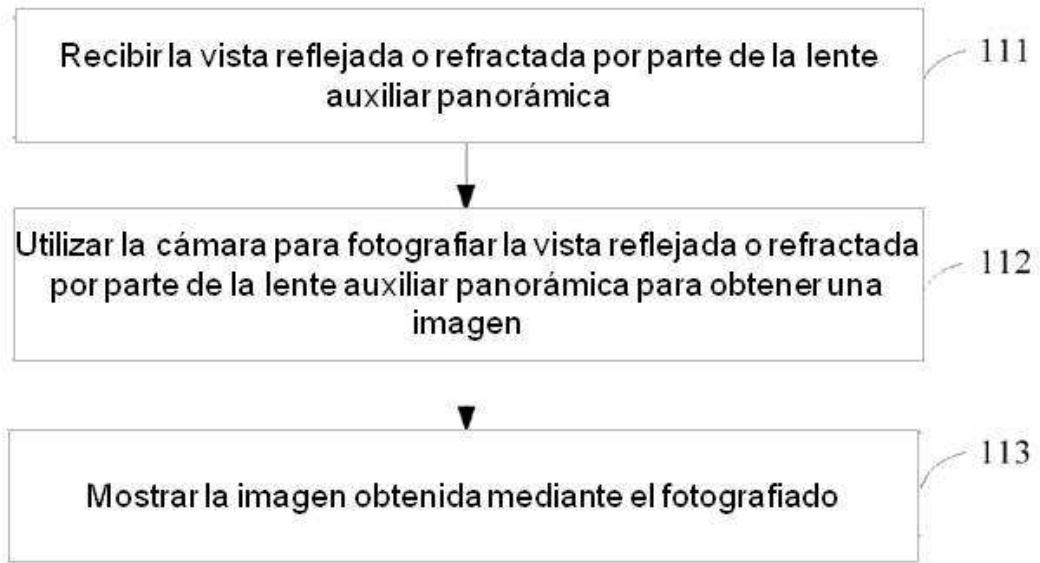 Recibir la vista reflejada o refractada por parte de la lente
auxiliar panorámica
111
Utilizar la cámara para fotografiar la vista reflejada o refractada
por parte de la lente auxiliar panorámica para obtener una
imagen
112
Mostrar la imagen obtenida mediante el fotografiado
113